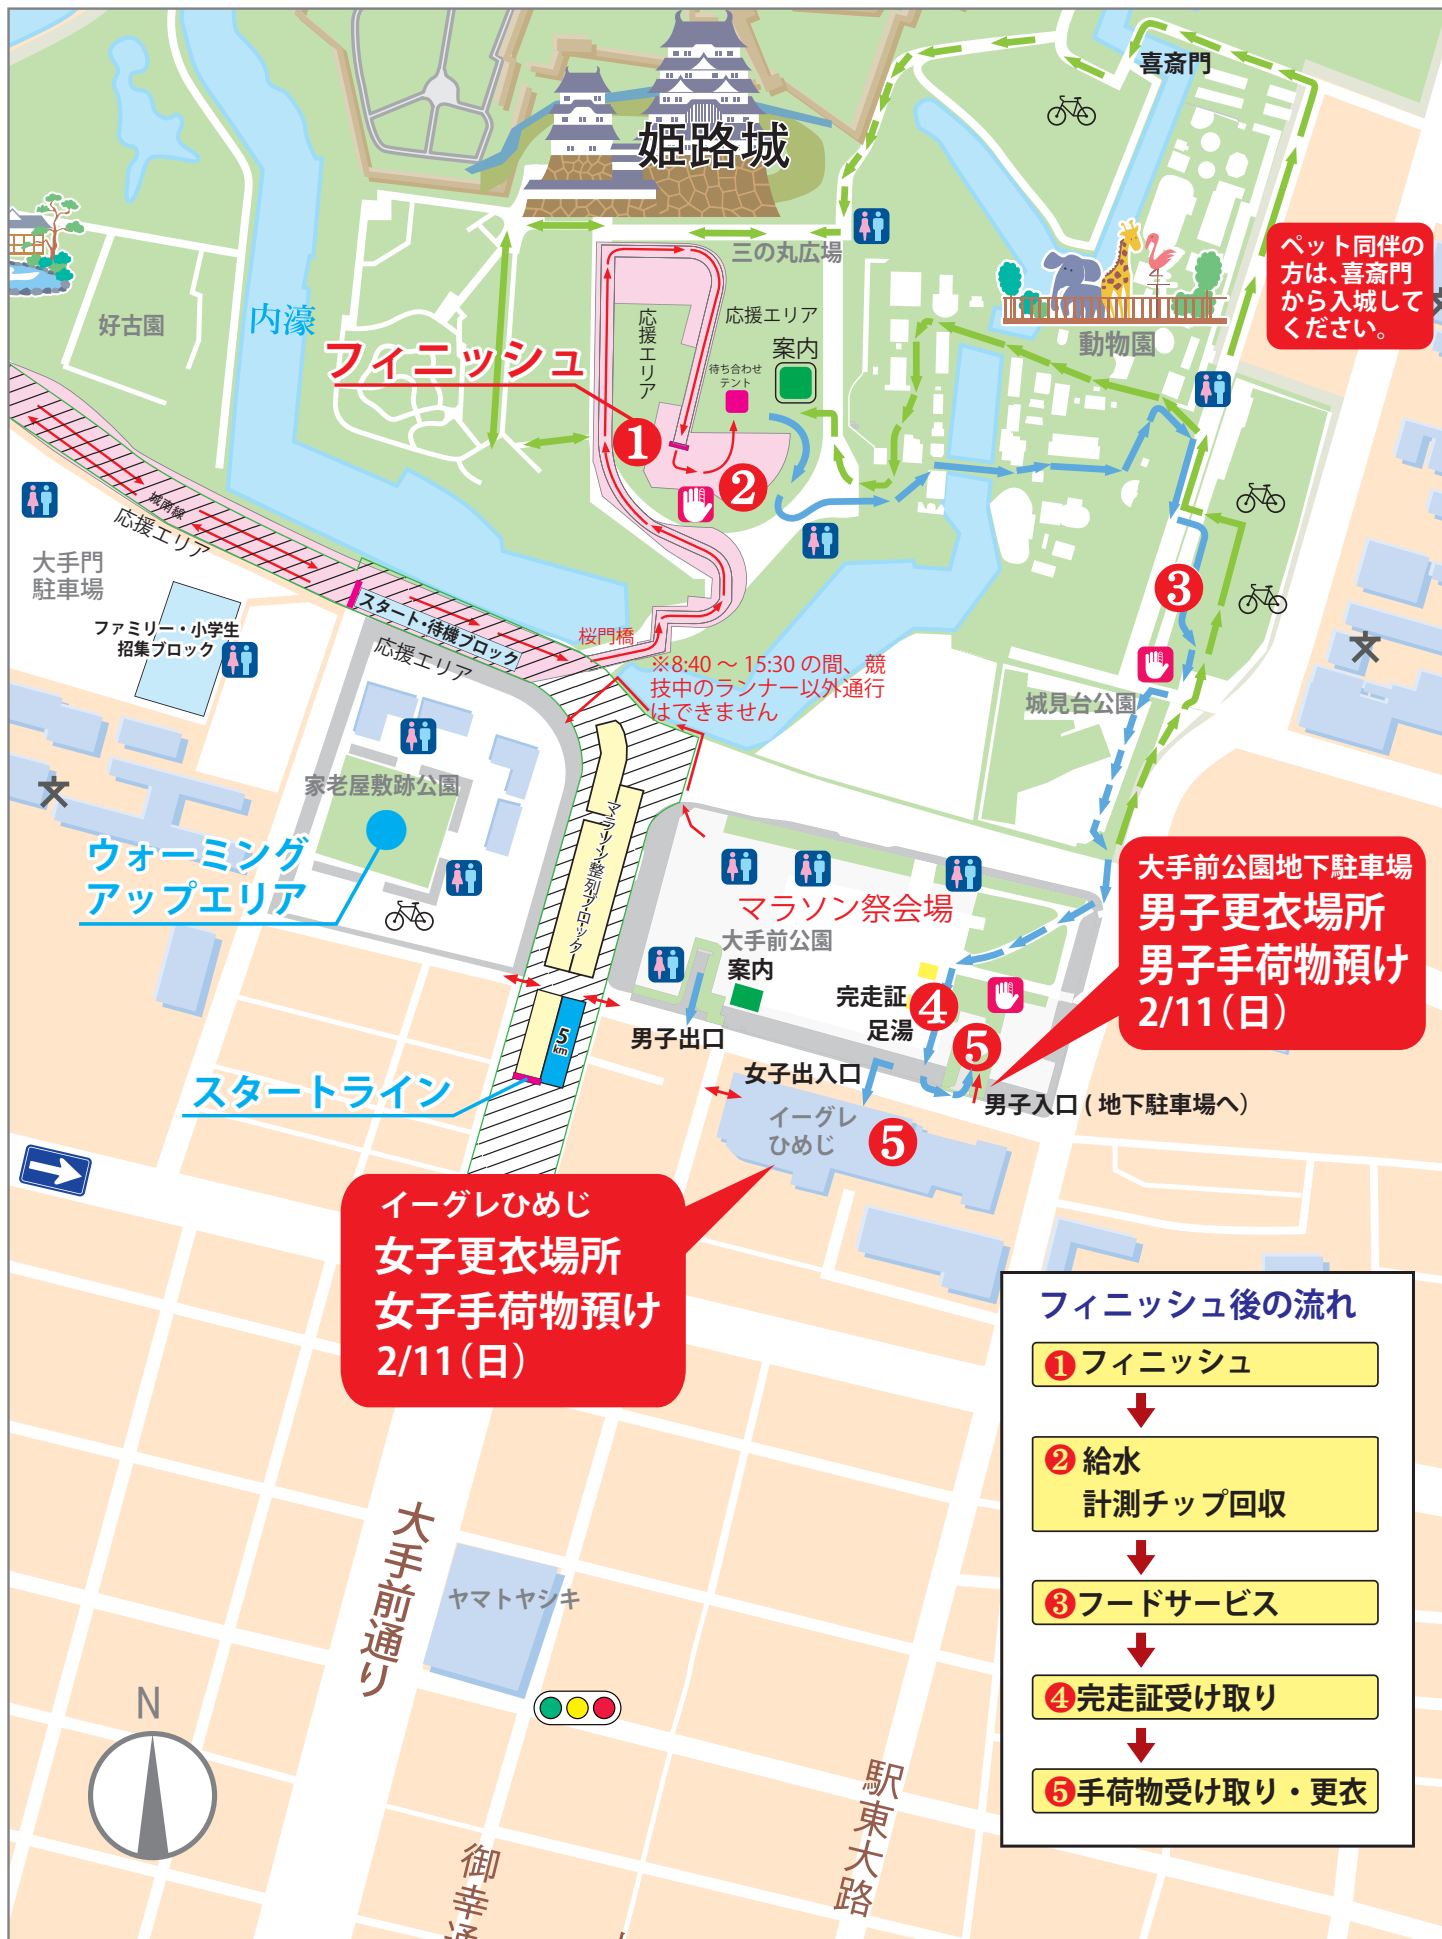 喜斎門
姫路城
ペット同伴の
方は、喜斎門
から入城して
ください。
三の丸広場
好古園
内濠
応援エリア
応援エリア
案内
待ち合わせ
テント
動物園
フィニッシュ
1
2
城南線
応援エリア
大手門
駐車場
スタート・待機ブロック
ファミリー・小学生
招集ブロック
応援エリア
桜門橋
※8:40 ～ 15:30 の間、競
技中のランナー以外通行
はできません
3
城見台公園
家老屋敷跡公園
ウォーミング
アップエリア
マラソン整列ブロック
マラソン祭会場
大手前公園
案内
完走証
足湯
4
5
大手前公園地下駐車場
男子更衣場所
男子手荷物預け
2/11（日）
5
km
男子出口
女子出入口
男子入口 ( 地下駐車場へ）
スタートライン
イーグレ
ひめじ
5
イーグレひめじ
女子更衣場所
女子手荷物預け
2/11（日）
フィニッシュ後の流れ
1 フィニッシュ
2 給水
計測チップ回収
3 フードサービス
4 完走証受け取り
5 手荷物受け取り・更衣
大手前通り
ヤマトヤシキ
N
駅東大路
御幸通